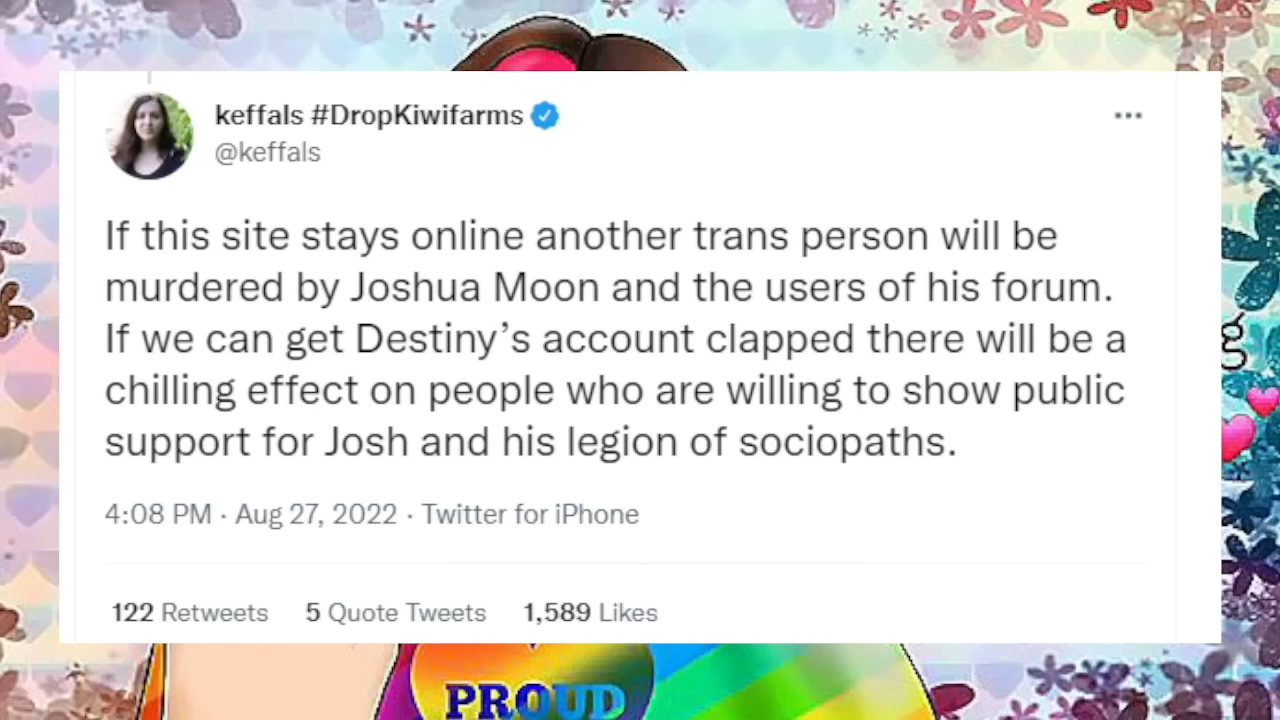 keffals #DropKiwifarms
@keffals
If this site stays online another trans person will be
murdered by Joshua Moon and the users of his forum.
If we can get Destiny’s account clapped there will be a
chilling effect on people who are willing to show public
support for Josh and his legion of sociopaths.
4:08 PM · Aug 27, 2022 · Twitter for iPhone
122 Retweets 5 Quote Tweets 1,589 Likes
g
PROUD